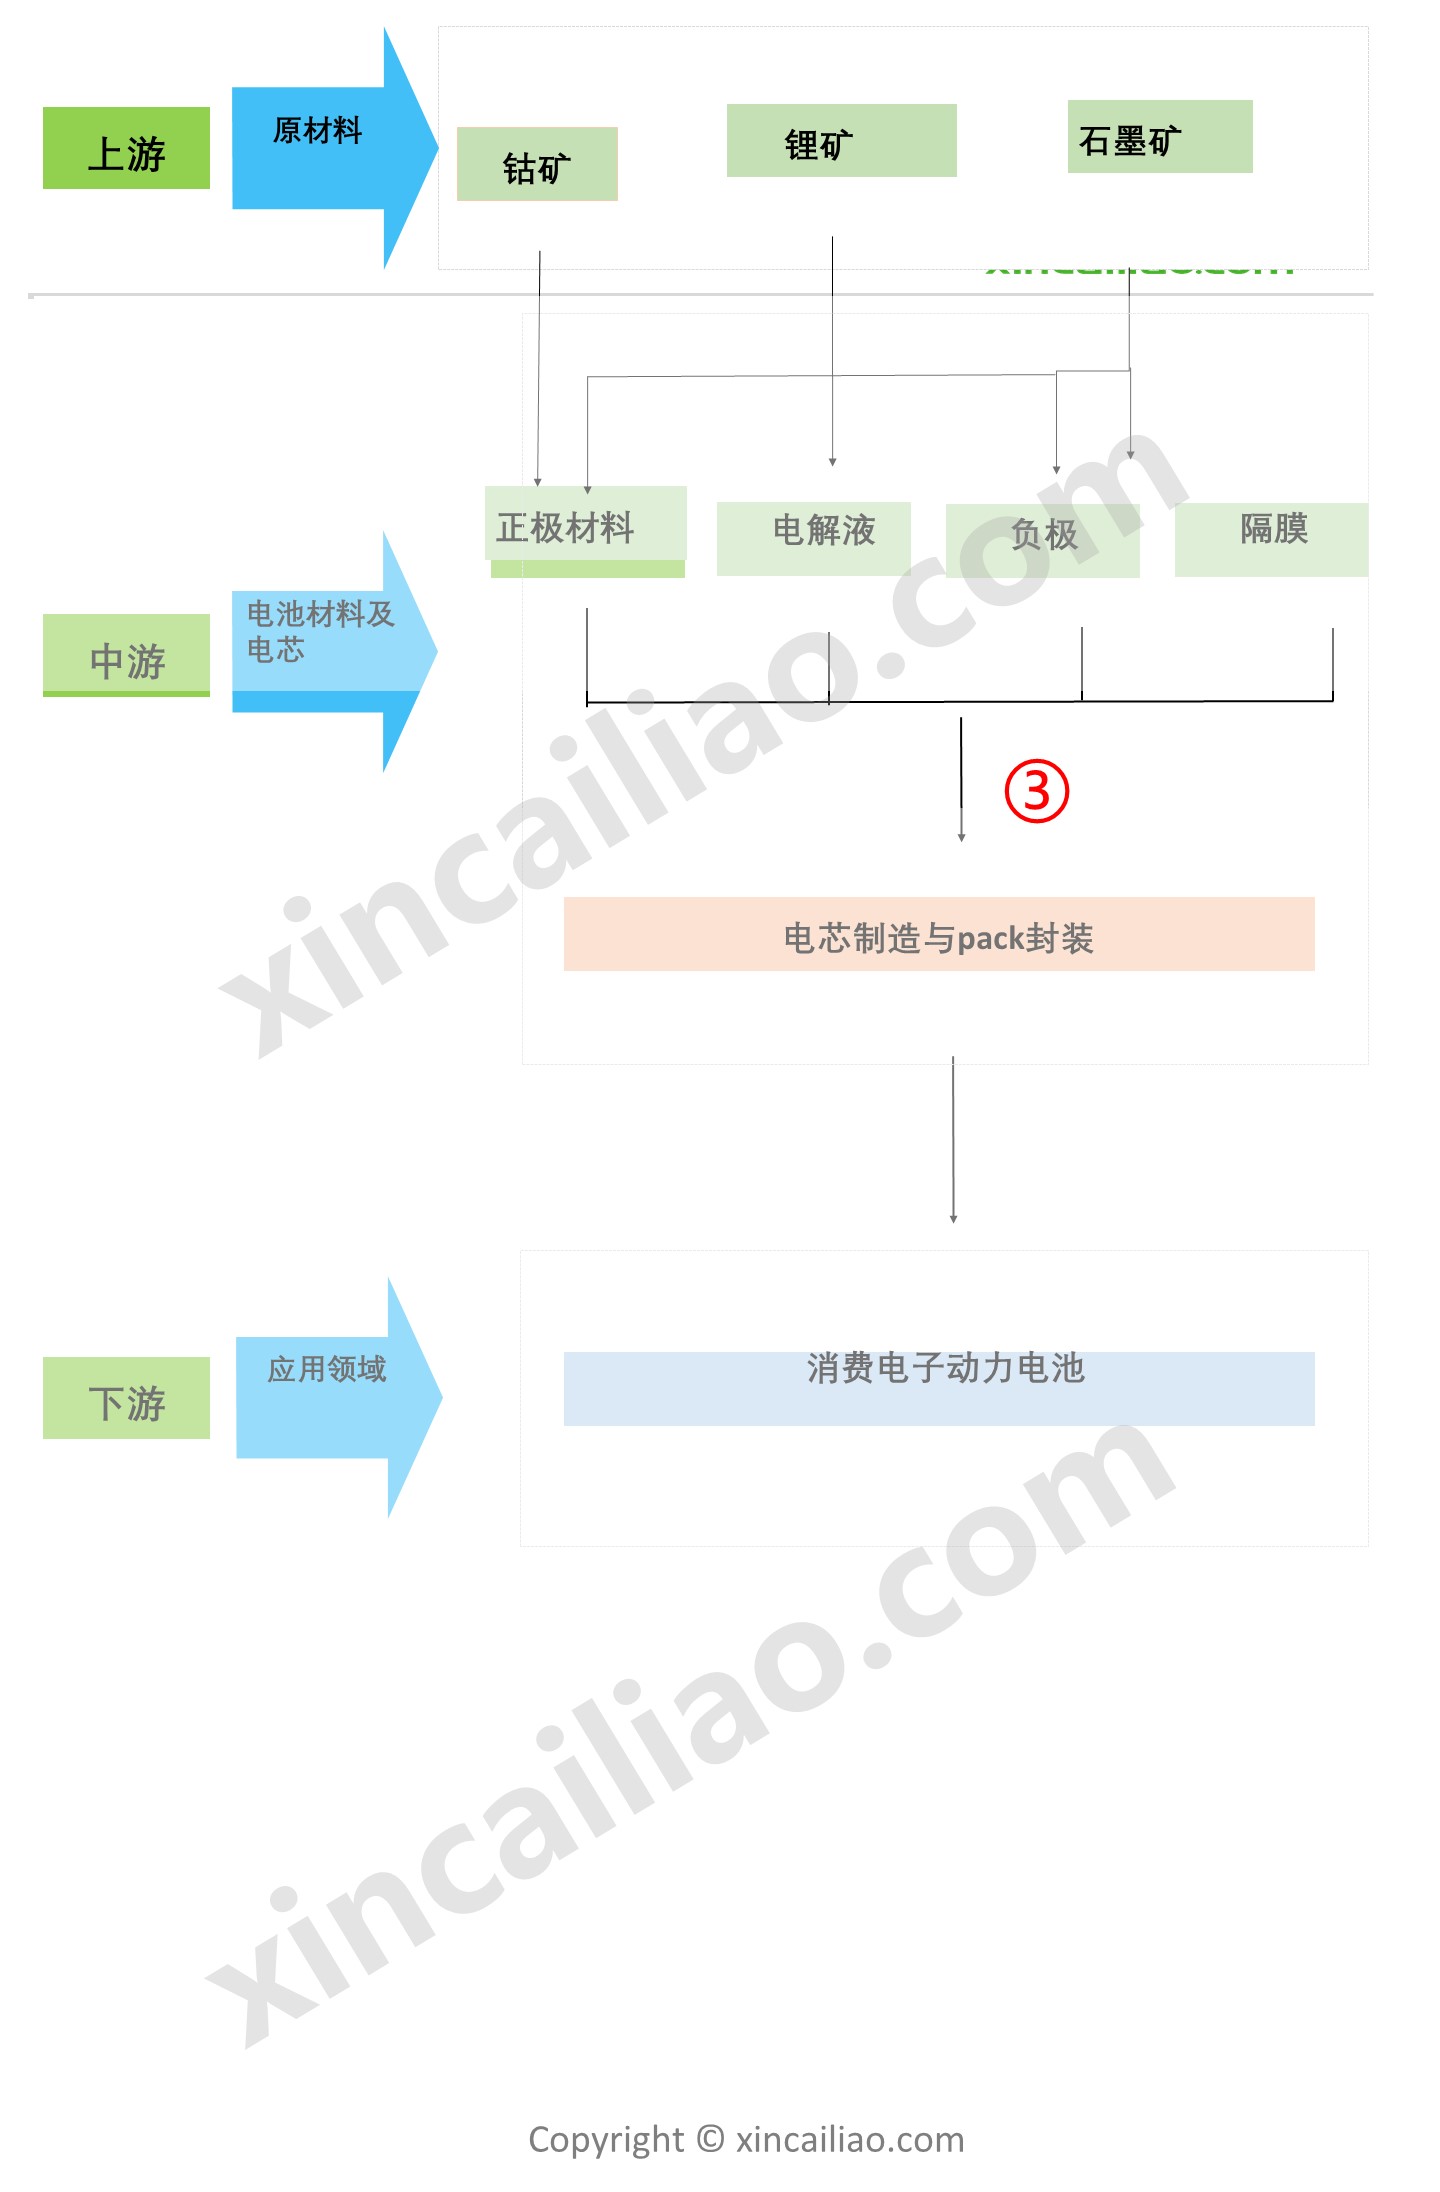 上游
原材料
钴矿
锂矿
石墨矿
xincailiao.com
正极材料
电解液
负极
隔膜
中游
电池材料及
电芯
③
电芯制造与pack封装
xincailiao.com
下游
应用领域
消费电子动力电池
xincailiao.com
Copyright © xincailiao.com